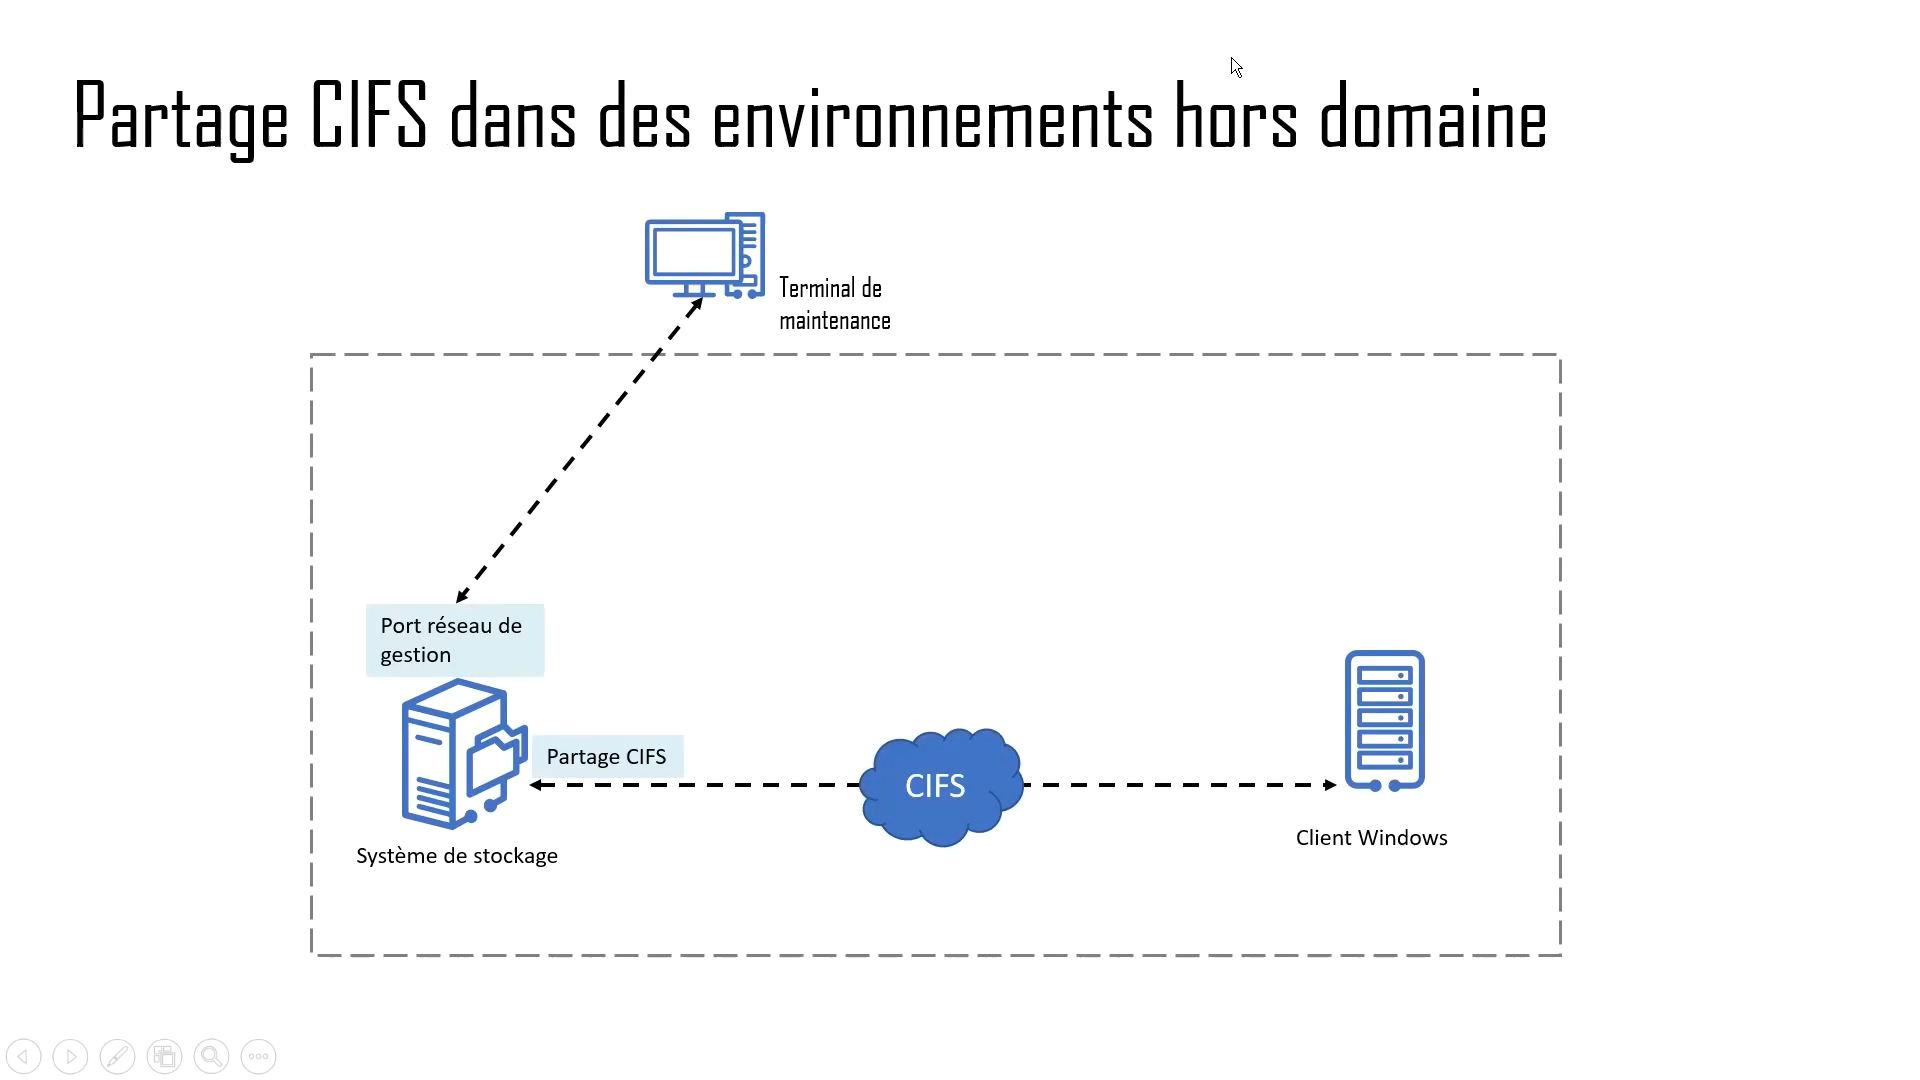 Partage CIFS dans des environnements hors domaine
Terminal de
maintenance
Port réseau de
gestion
Partage CIFS
CIFS
Client Windows
Système de stockage